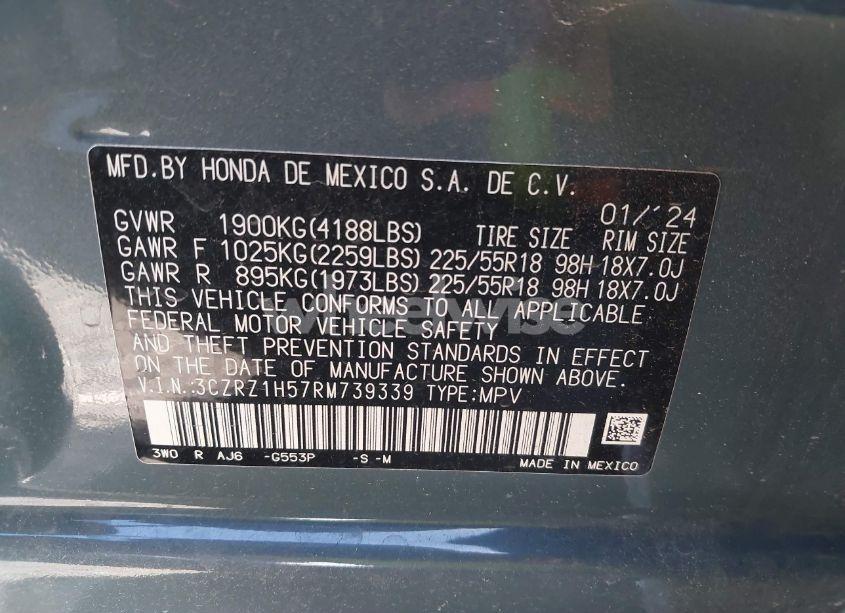 MFD.BY HONDA DE MEXICO S.A. DE C.V.
01/'24
GVWR 1900KG(4188LBS) TIRE SIZE RIM SIZE
GAWR F 1025KG(2259LBS) 225/55R18 98H 18X7.0J
GAWR R 895KG(1973LBS) 225/55R18 98H 18X7.0J
THIS VEHICLE CONFORMS TO ALL APPLICABLE
FEDERAL MOTOR VEHICLE SAFETY
AND THEFT PREVENTION STANDARDS IN EFFECT
ON THE DATE OF MANUFACTURE SHOWN ABOVE.
V.I.N.:3CZRZ1H57RM739339 TYPE:MPV
3W0 R AJ6 -G553P -S -M
MADE IN MEXICO